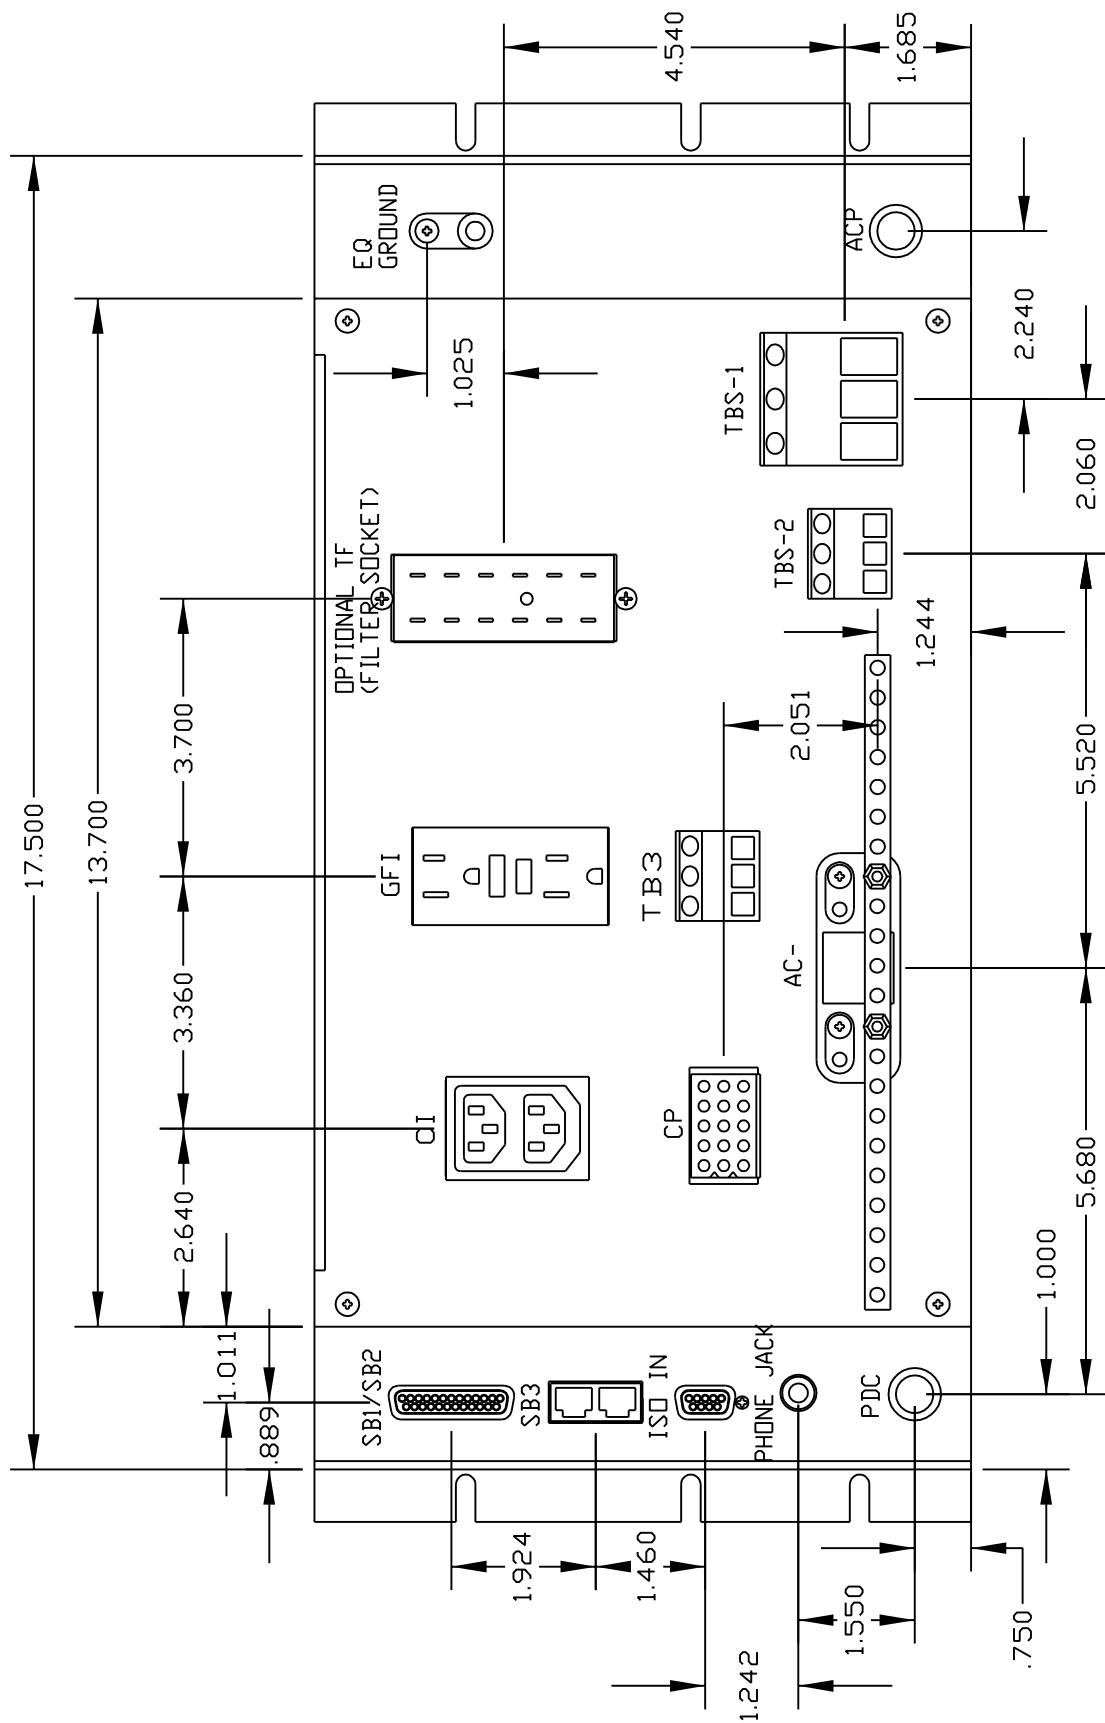 17.500
13.700
2.640
3.360
3.700
1.011
.889
SB1/SB2
SB3
ISO IN
PHONE JACK
PDC
OI
GFI
OPTIONAL TF
(FILTER SOCKET)
EQ
GROUND
1.025
CP
TB3
AC-
TBS-2
TBS-1
ACP
2.051
1.244
4.540
1.685
1.924
1.460
1.242
1.550
.750
1.000
5.680
5.520
2.060
2.240